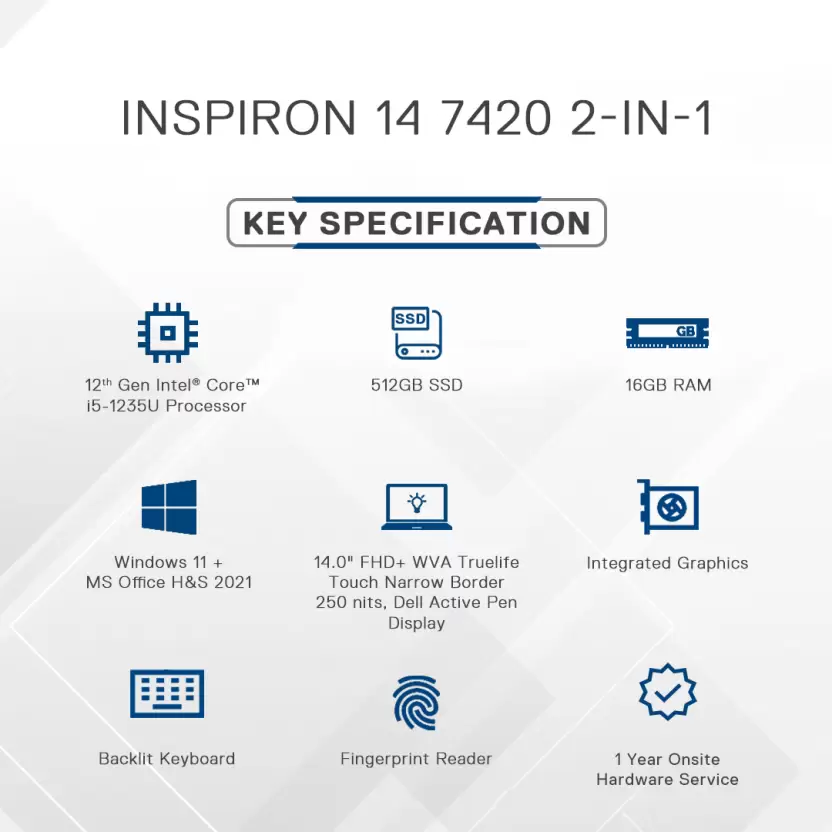 INSPIRON 14 7420 2-IN-1
KEY SPECIFICATION
12th Gen Intel® Core™
i5-1235U Processor
SSD
512GB SSD
GB
16GB RAM
Windows 11 +
MS Office H&S 2021
14.0" FHD+ WVA Truelife
Touch Narrow Border
250 nits, Dell Active Pen
Display
Integrated Graphics
Backlit Keyboard
Fingerprint Reader
1 Year Onsite
Hardware Service